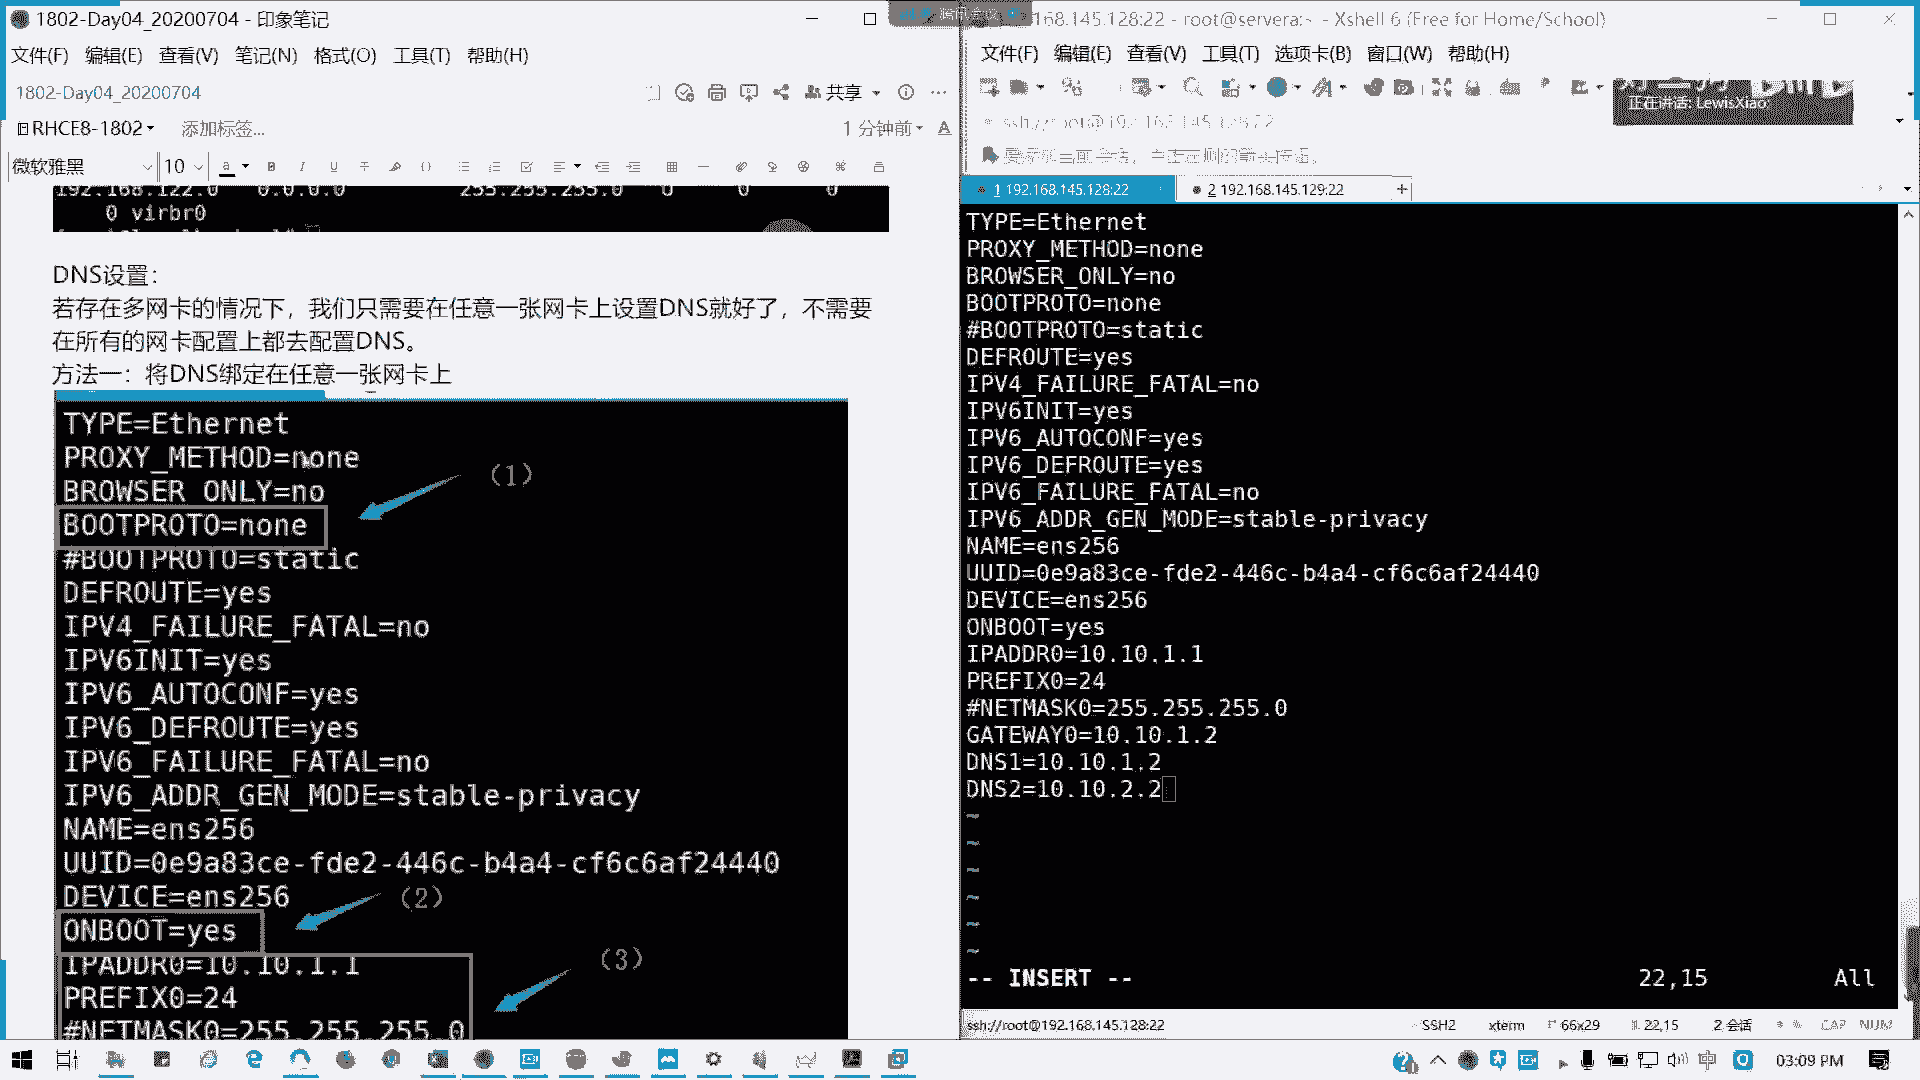 1802-Day04_20200704 - 印象笔记
文件(F) 编辑(E) 查看(V) 笔记(N) 格式(O) 工具(T) 帮助(H)
1802-Day04_20200704
共享
RHCE8-1802
添加标签...
1 分钟前
微软雅黑 10
192.168.122.0 0.0.0.0 255.255.255.0 U 0 0
0 virbr0
DNS设置：
若存在多网卡的情况下，我们只需要在任意一张网卡上设置DNS就好了，不需要
在所有的网卡配置上都去配置DNS。
方法一：将DNS绑定在任意一张网卡上
TYPE=Ethernet
PROXY_METHOD=none
(1)
BROWSER_ONLY=no
BOOTPROTO=none
#BOOTPROTO=static
DEFROUTE=yes
IPV4_FAILURE_FATAL=no
IPV6INIT=yes
IPV6_AUTOCONF=yes
IPV6_DEFROUTE=yes
IPV6_FAILURE_FATAL=no
IPV6_ADDR_GEN_MODE=stable-privacy
NAME=ens256
UUID=0e9a83ce-fde2-446c-b4a4-cf6c6af24440
DEVICE=ens256
(2)
ONBOOT=yes
(3)
IPADDR0=10.10.1.1
PREFIX0=24
#NETMASK0=255.255.255.0
腾讯会议
168.145.128:22 - root@servera:~ - Xshell 6 (Free for Home/School)
文件(F) 编辑(E) 查看(V) 工具(T) 选项卡(B) 窗口(W) 帮助(H)
正在讲话: LewisXiao
ssh://root@192.168.145.128:22
1 192.168.145.128:22
2 192.168.145.129:22
TYPE=Ethernet
PROXY_METHOD=none
BROWSER_ONLY=no
BOOTPROTO=none
#BOOTPROTO=static
DEFROUTE=yes
IPV4_FAILURE_FATAL=no
IPV6INIT=yes
IPV6_AUTOCONF=yes
IPV6_DEFROUTE=yes
IPV6_FAILURE_FATAL=no
IPV6_ADDR_GEN_MODE=stable-privacy
NAME=ens256
UUID=0e9a83ce-fde2-446c-b4a4-cf6c6af24440
DEVICE=ens256
ONBOOT=yes
IPADDR0=10.10.1.1
PREFIX0=24
#NETMASK0=255.255.255.0
GATEWAY0=10.10.1.2
DNS1=10.10.1.2
DNS2=10.10.2.2
~
~
~
~
~
~
-- INSERT -- 22,15 All
ssh://root@192.168.145.128:22 SSH2 xterm 66x29 22,15 2 会话 CAP NUM
中 03:09 PM